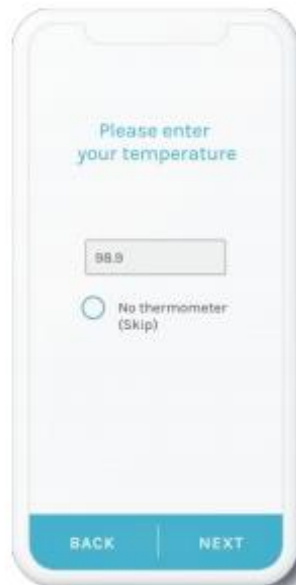 Please enter
your temperature
98.9
No thermometer
(Skip)
BACK
NEXT